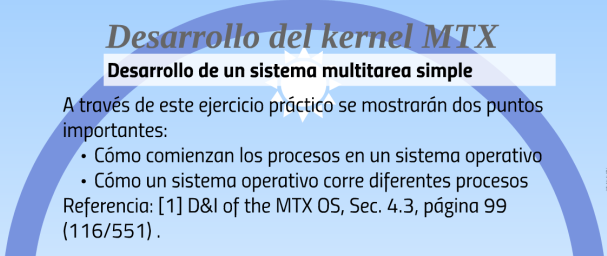 Desarrollo del kernel MTX
Desarrollo de un sistema multitarea simple
A través de este ejercicio práctico se mostrarán dos puntos
importantes:
• Cómo comienzan los procesos en un sistema operativo
• Cómo un sistema operativo corre diferentes procesos
Referencia: [1] D&I of the MTX OS, Sec. 4.3, página 99
(116/551) .